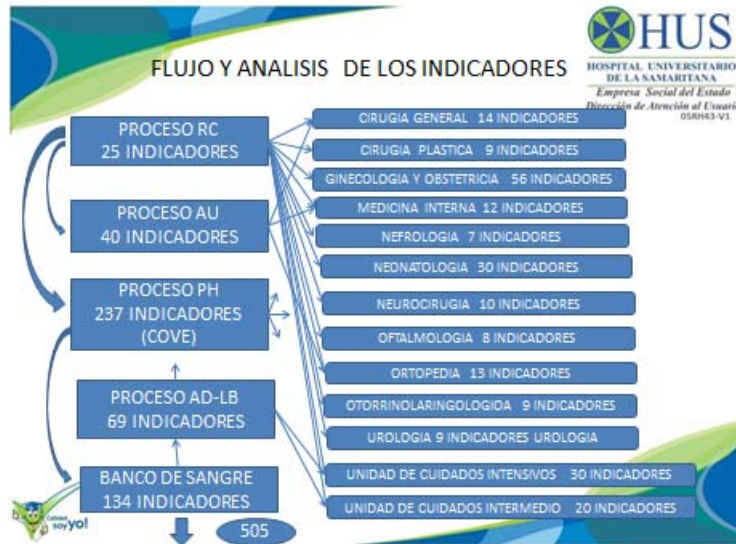 HUS
HOSPITAL UNIVERSITARIO
DE LA SAMARITANA
Empresa Social del Estado
Dirección de Atención al Usuario
05RH43-V1
FLUJO Y ANALISIS DE LOS INDICADORES
PROCESO RC
25 INDICADORES
PROCESO AU
40 INDICADORES
PROCESO PH
237 INDICADORES
(COVE)
PROCESO AD-LB
69 INDICADORES
BANCO DE SANGRE
134 INDICADORES
505
CIRUGIA GENERAL 14 INDICADORES
CIRUGIA PLASTICA 9 INDICADORES
GINECOLOGIA Y OBSTETRICIA 56 INDICADORES
MEDICINA INTERNA 12 INDICADORES
NEFROLOGIA 7 INDICADORES
NEONATOLOGIA 30 INDICADORES
NEUROCIRUGIA 10 INDICADORES
OFTALMOLOGIA 8 INDICADORES
ORTOPEDIA 13 INDICADORES
OTORRINOLARINGOLOGIOA 9 INDICADORES
UROLOGIA 9 INDICADORES UROLOGIA
UNIDAD DE CUIDADOS INTENSIVOS 30 INDICADORES
UNIDAD DE CUIDADOS INTERMEDIO 20 INDICADORES
Calidad
soy yo!